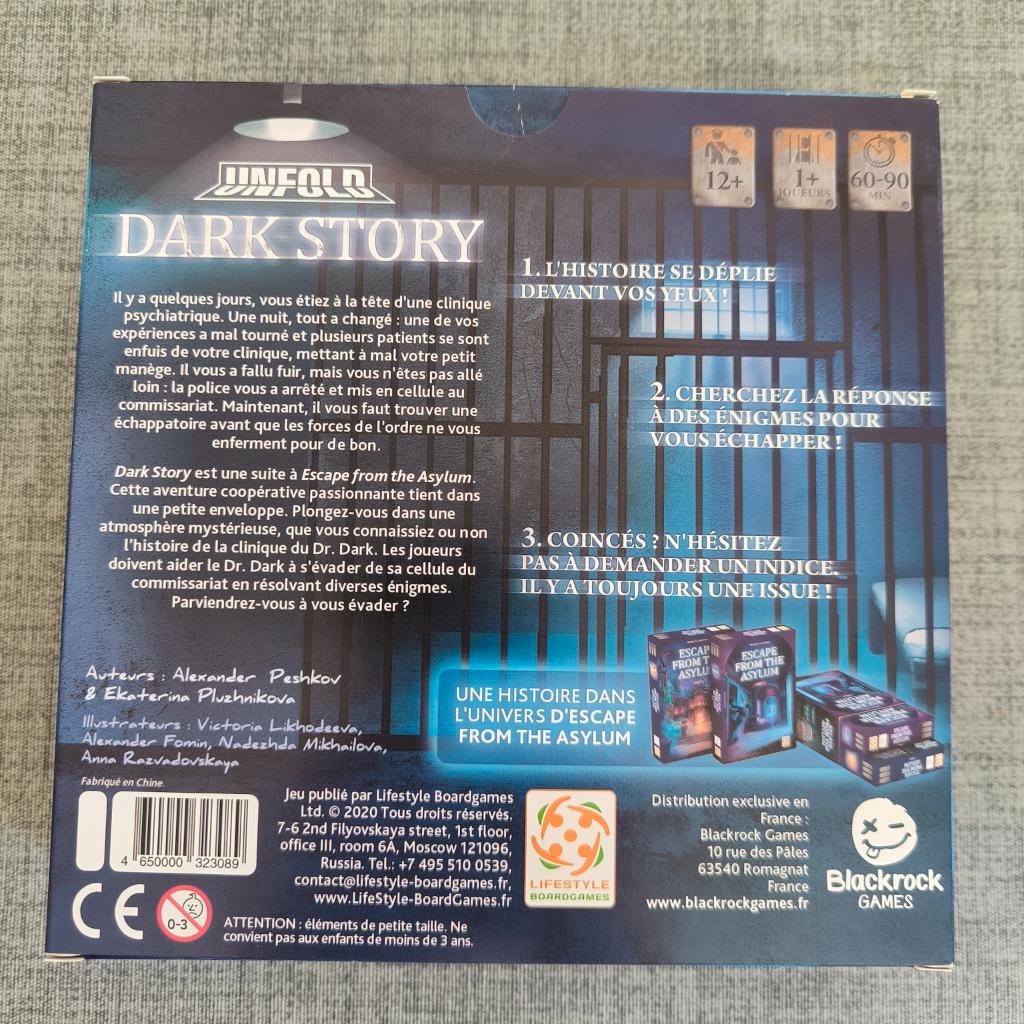 UNFOLD
DARK STORY
12+
1+
JOUEURS
60-90
MIN
Il y a quelques jours, vous étiez à la tête d'une clinique
psychiatrique. Une nuit, tout a changé : une de vos
expériences a mal tourné et plusieurs patients se sont
enfuis de votre clinique, mettant à mal votre petit
manège. Il vous a fallu fuir, mais vous n'êtes pas allé
loin : la police vous a arrêté et mis en cellule au
commissariat. Maintenant, il vous faut trouver une
échappatoire avant que les forces de l'ordre ne vous
enferment pour de bon.
Dark Story est une suite à Escape from the Asylum.
Cette aventure coopérative passionnante tient dans
une petite enveloppe. Plongez-vous dans une
atmosphère mystérieuse, que vous connaissiez ou non
l'histoire de la clinique du Dr. Dark. Les joueurs
doivent aider le Dr. Dark à s'évader de sa cellule du
commissariat en résolvant diverses énigmes.
Parviendrez-vous à vous évader ?
1. L'HISTOIRE SE DÉPLIE
DEVANT VOS YEUX !
2. CHERCHEZ LA RÉPONSE
À DES ÉNIGMES POUR
VOUS ÉCHAPPER !
3. COINCÉS ? N'HÉSITEZ
PAS À DEMANDER UN INDICE.
IL Y A TOUJOURS UNE ISSUE !
Auteurs : Alexander Peshkov
& Ekaterina Pluzhnikova
Illustrateurs : Victoria Likhodeeva,
Alexander Fomin, Nadezhda Mikhailova,
Anna Razvadovskaya
Fabriqué en Chine.
UNE HISTOIRE DANS
L'UNIVERS D'ESCAPE
FROM THE ASYLUM
ESCAPE
FROM T
ASYLU
ESCAPE
FROM THE
ASYLUM
4 650000 323089
Jeu publié par Lifestyle Boardgames
Ltd. © 2020 Tous droits réservés.
7-6 2nd Filyovskaya street, 1st floor,
office III, room 6A, Moscow 121096,
Russia. Tel.: +7 495 510 0539,
contact@lifestyle-boardgames.fr,
www.LifeStyle-BoardGames.fr
LIFESTYLE
BOARDGAMES
Distribution exclusive en
France :
Blackrock Games
10 rue des Pâles
63540 Romagnat
France
www.blackrockgames.fr
Blackrock
GAMES
CE
0-3
ATTENTION : éléments de petite taille. Ne
convient pas aux enfants de moins de 3 ans.